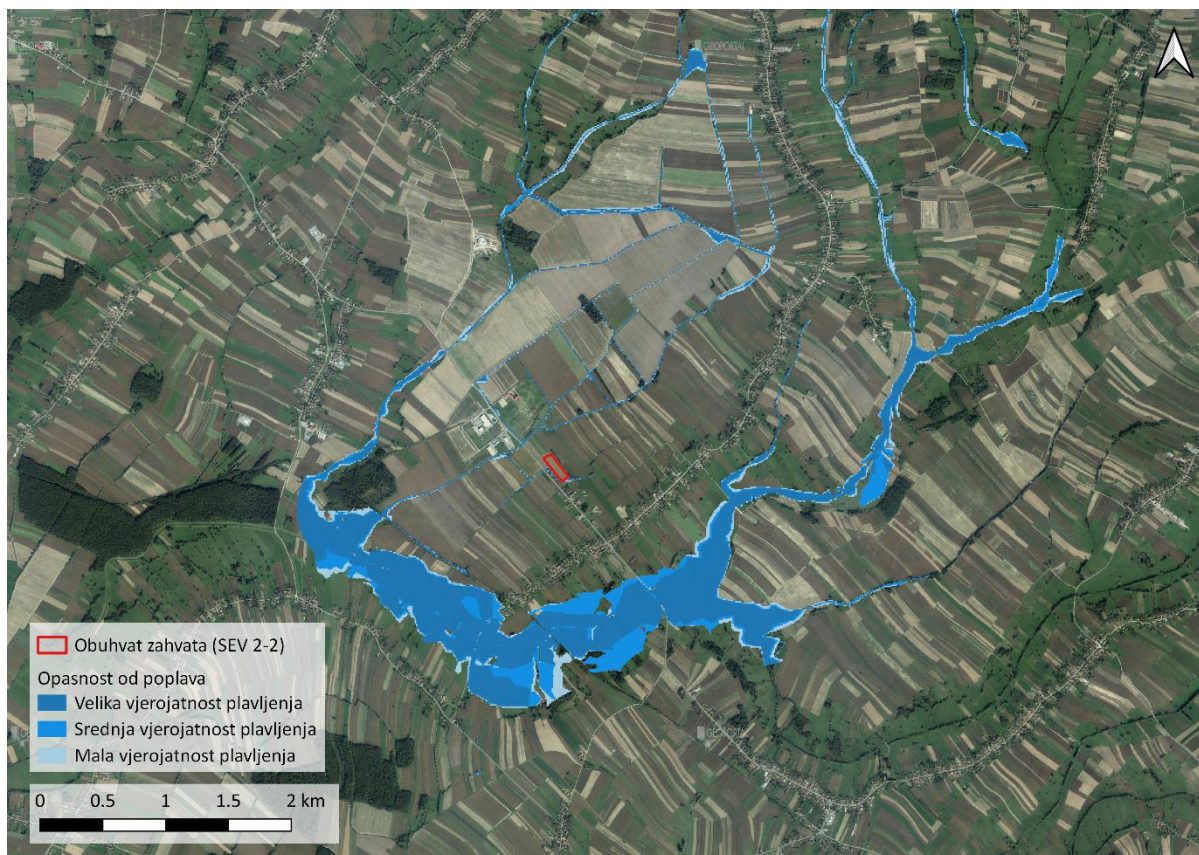 GEOPORTAL
Obuhvat zahvata (SEV 2-2)
Opasnost od poplava
Velika vjerojatnost plavljenja
Srednja vjerojatnost plavljenja
Mala vjerojatnost plavljenja
0 0.5 1 1.5 2 km